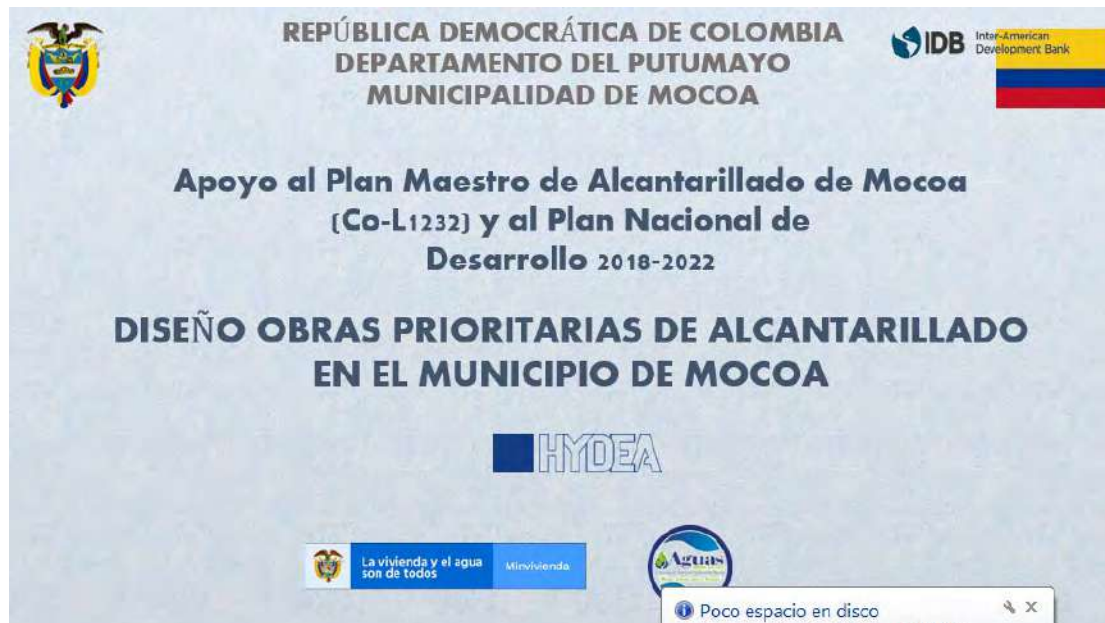 REPÚBLICA DEMOCRÁTICA DE COLOMBIA
DEPARTAMENTO DEL PUTUMAYO
MUNICIPALIDAD DE MOCOA
IDB Inter-American
Development Bank
Apoyo al Plan Maestro de Alcantarillado de Mocoa
(Co-L1232) y al Plan Nacional de
Desarrollo 2018-2022
DISEÑO OBRAS PRIORITARIAS DE ALCANTARILLADO
EN EL MUNICIPIO DE MOCOA
HYDEA
La vivienda y el agua
son de todos
Minvivienda
Aguas
Poco espacio en disco